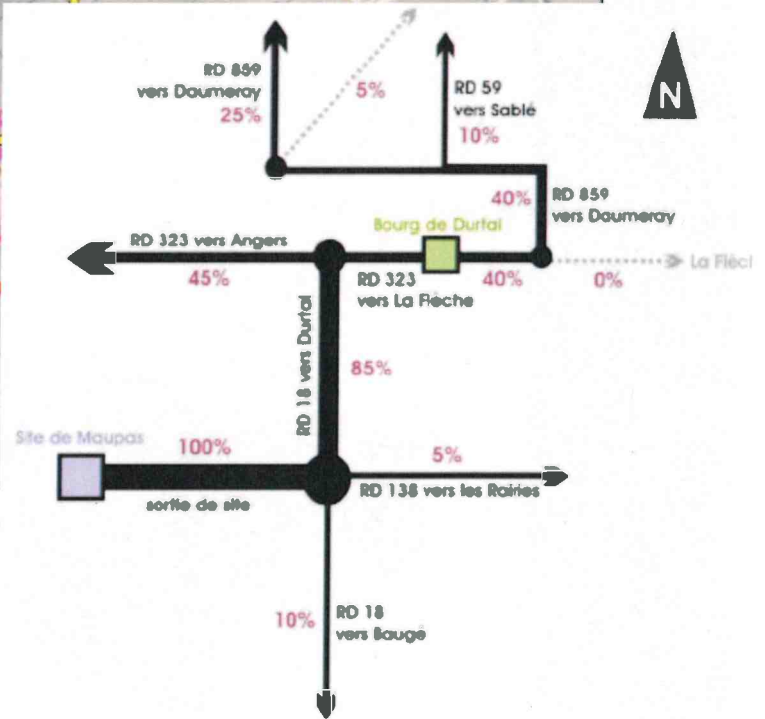 RD 859
vers Daumeray
25%
5%
RD 59
vers Sablé
10%
N
40%
RD 859
vers Daumeray
Bourg de Durtal
RD 323 vers Angers
45%
RD 323
vers La Flèche
40%
0%
La Flècl
RD 18 vers Durtal
85%
Site de Maupas
100%
sortie de site
5%
RD 138 vers les Rairies
10%
RD 18
vers Baugé